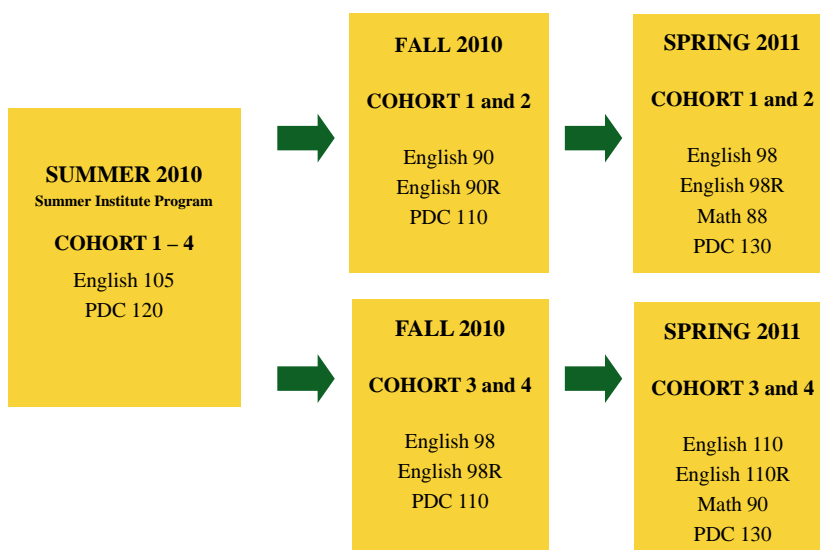 SUMMER 2010
Summer Institute Program
COHORT 1 – 4
English 105
PDC 120
FALL 2010
COHORT 1 and 2
English 90
English 90R
PDC 110
SPRING 2011
COHORT 1 and 2
English 98
English 98R
Math 88
PDC 130
FALL 2010
COHORT 3 and 4
English 98
English 98R
PDC 110
SPRING 2011
COHORT 3 and 4
English 110
English 110R
Math 90
PDC 130